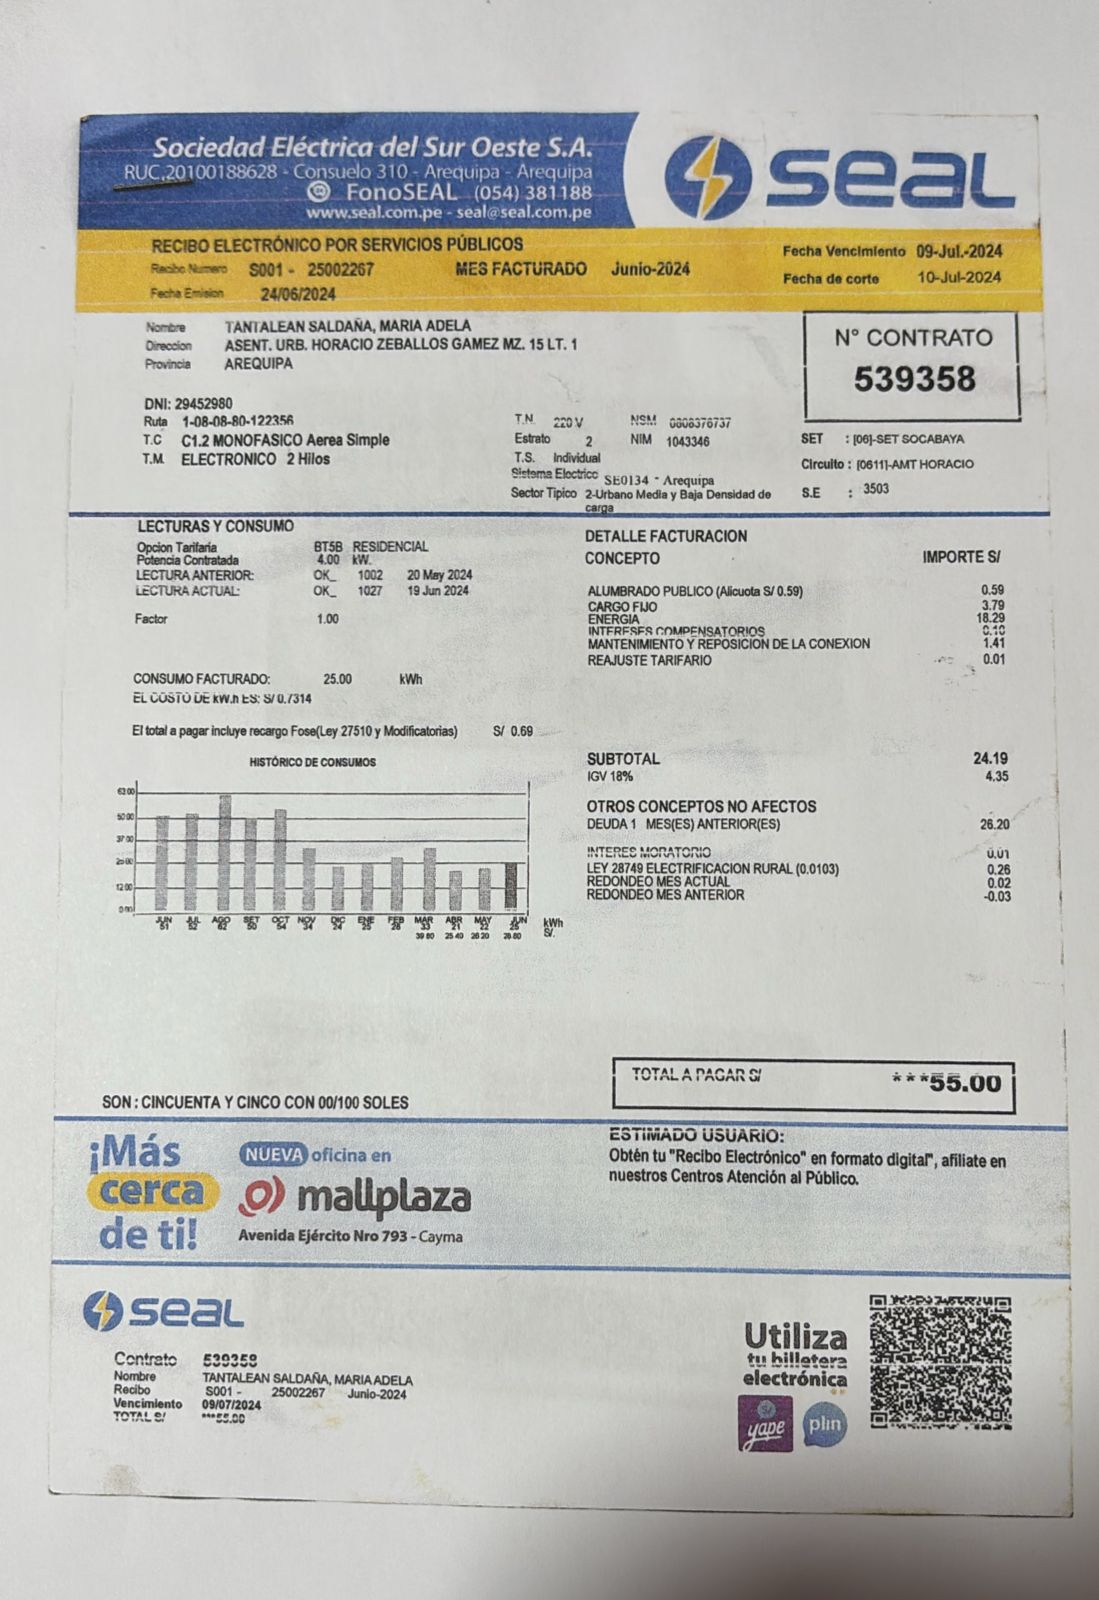 Sociedad Eléctrica del Sur Oeste S.A.
RUC.20100188628 - Consuelo 310 - Arequipa - Arequipa
FonoSEAL (054) 381188
www.seal.com.pe - seal@seal.com.pe
seal
RECIBO ELECTRÓNICO POR SERVICIOS PÚBLICOS
Recibo Numero S001 - 25002267 MES FACTURADO Junio-2024
Fecha Emision 24/06/2024
Fecha Vencimiento 09-Jul.-2024
Fecha de corte 10-Jul-2024
Nombre TANTALEAN SALDAÑA, MARIA ADELA
Direccion ASENT. URB. HORACIO ZEBALLOS GAMEZ MZ. 15 LT. 1
Provincia AREQUIPA
N° CONTRATO
539358
DNI: 29452980
Ruta 1-08-08-80-122356
T.C C1.2 MONOFASICO Aerea Simple
T.M. ELECTRONICO 2 Hilos
T.N. 220 V NSM 0008376737
Estrato 2 NIM 1043346
T.S. Individual
Sistema Electrico SE0134 - Arequipa
Sector Tipico 2-Urbano Media y Baja Densidad de
carga
SET : [06]-SET SOCABAYA
Circuito : [0611]-AMT HORACIO
S.E : 3503
LECTURAS Y CONSUMO
Opcion Tarifaria BT5B RESIDENCIAL
Potencia Contratada 4.00 kW.
LECTURA ANTERIOR: OK_ 1002 20 May 2024
LECTURA ACTUAL: OK_ 1027 19 Jun 2024
Factor 1.00
CONSUMO FACTURADO: 25.00 kWh
EL COSTO DE kW.h ES: S/ 0.7314
El total a pagar incluye recargo Fose(Ley 27510 y Modificatorias) S/ 0.69
DETALLE FACTURACION
CONCEPTO IMPORTE S/
ALUMBRADO PUBLICO (Alicuota S/ 0.59) 0.59
CARGO FIJO 3.79
ENERGIA 18.29
INTERESES COMPENSATORIOS 0.10
MANTENIMIENTO Y REPOSICION DE LA CONEXION 1.41
REAJUSTE TARIFARIO 0.01
SUBTOTAL 24.19
IGV 18% 4.35
OTROS CONCEPTOS NO AFECTOS
DEUDA 1 MES(ES) ANTERIOR(ES) 26.20
INTERES MORATORIO 0.01
LEY 28749 ELECTRIFICACION RURAL (0.0103) 0.26
REDONDEO MES ACTUAL 0.02
REDONDEO MES ANTERIOR -0.03
HISTÓRICO DE CONSUMOS
63.00
50.00
37.00
25.00
12.00
0.00
JUN JUL AGO SET OCT NOV DIC ENE FEB MAR ABR MAY JUN kWh
51 52 62 50 54 34 24 25 28 33 21 22 25 S/.
39.80 25.40 26.20 28.80
TOTAL A PAGAR S/ ***55.00
SON : CINCUENTA Y CINCO CON 00/100 SOLES
¡Más
cerca
de ti!
NUEVA oficina en
mallplaza
Avenida Ejército Nro 793 - Cayma
ESTIMADO USUARIO:
Obtén tu "Recibo Electrónico" en formato digital", afiliate en
nuestros Centros Atención al Público.
seal
Contrato 539358
Nombre TANTALEAN SALDAÑA, MARIA ADELA
Recibo S001 - 25002267 Junio-2024
Vencimiento 09/07/2024
TOTAL S/ ***55.00
Utiliza
tu billetera
electrónica
yape
plin